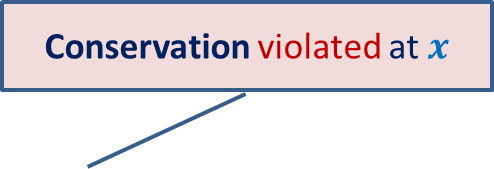 Conservation violated at x